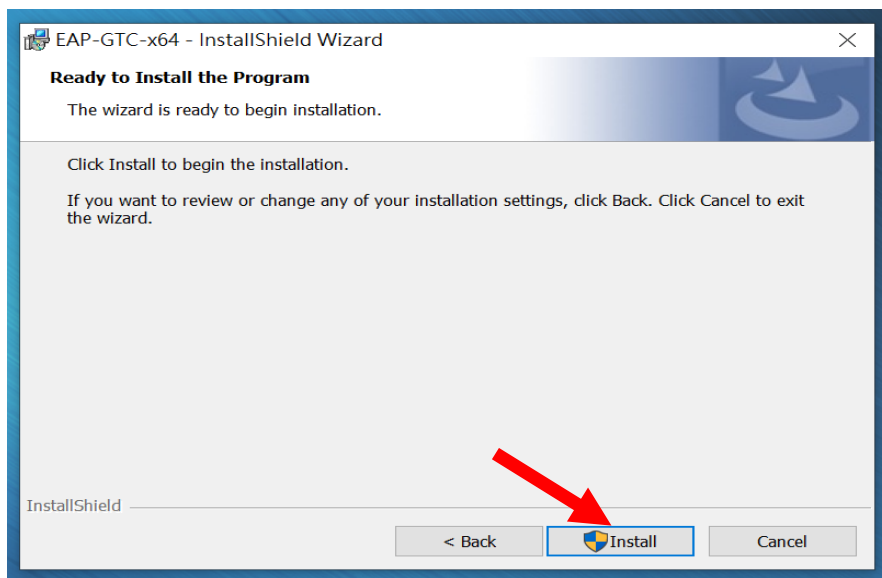 EAP-GTC-x64 - InstallShield Wizard
Ready to Install the Program
The wizard is ready to begin installation.
Click Install to begin the installation.
If you want to review or change any of your installation settings, click Back. Click Cancel to exit
the wizard.
InstallShield
< Back Install Cancel